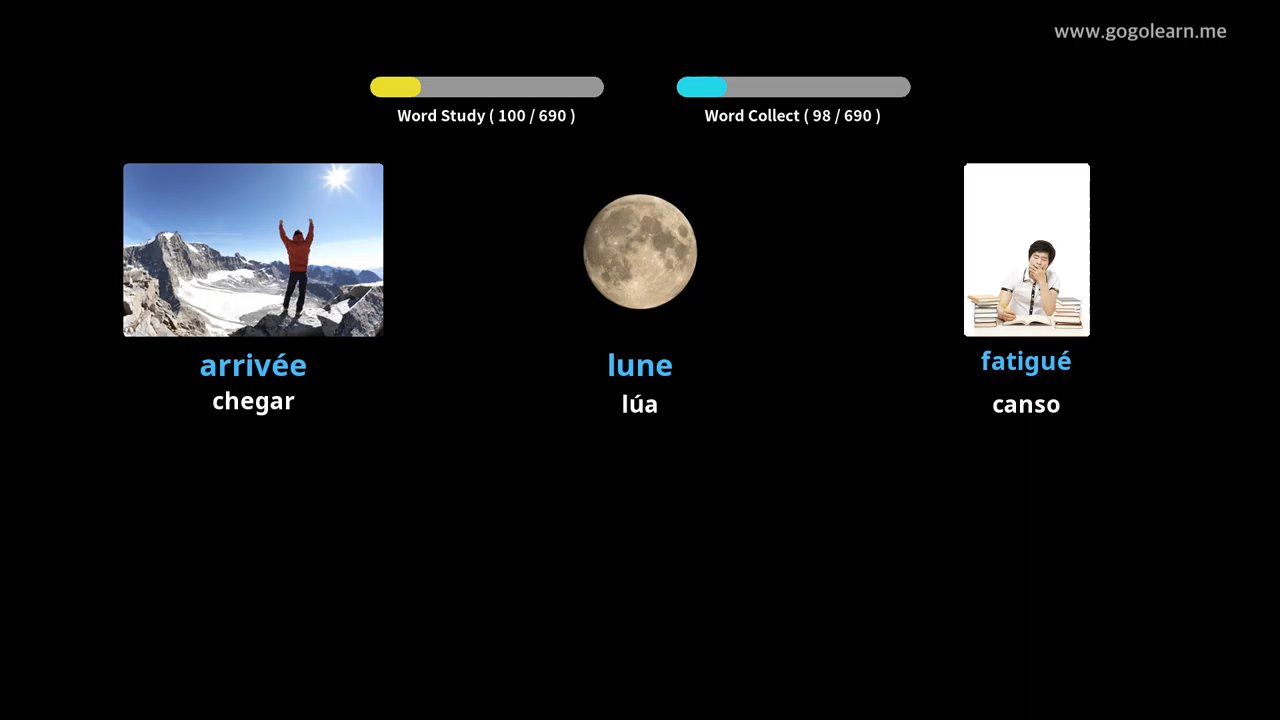 www.gogolearn.me
Word Study ( 100 / 690 )
Word Collect ( 98 / 690 )
arrivée
chegar
lune
lúa
fatigué
canso